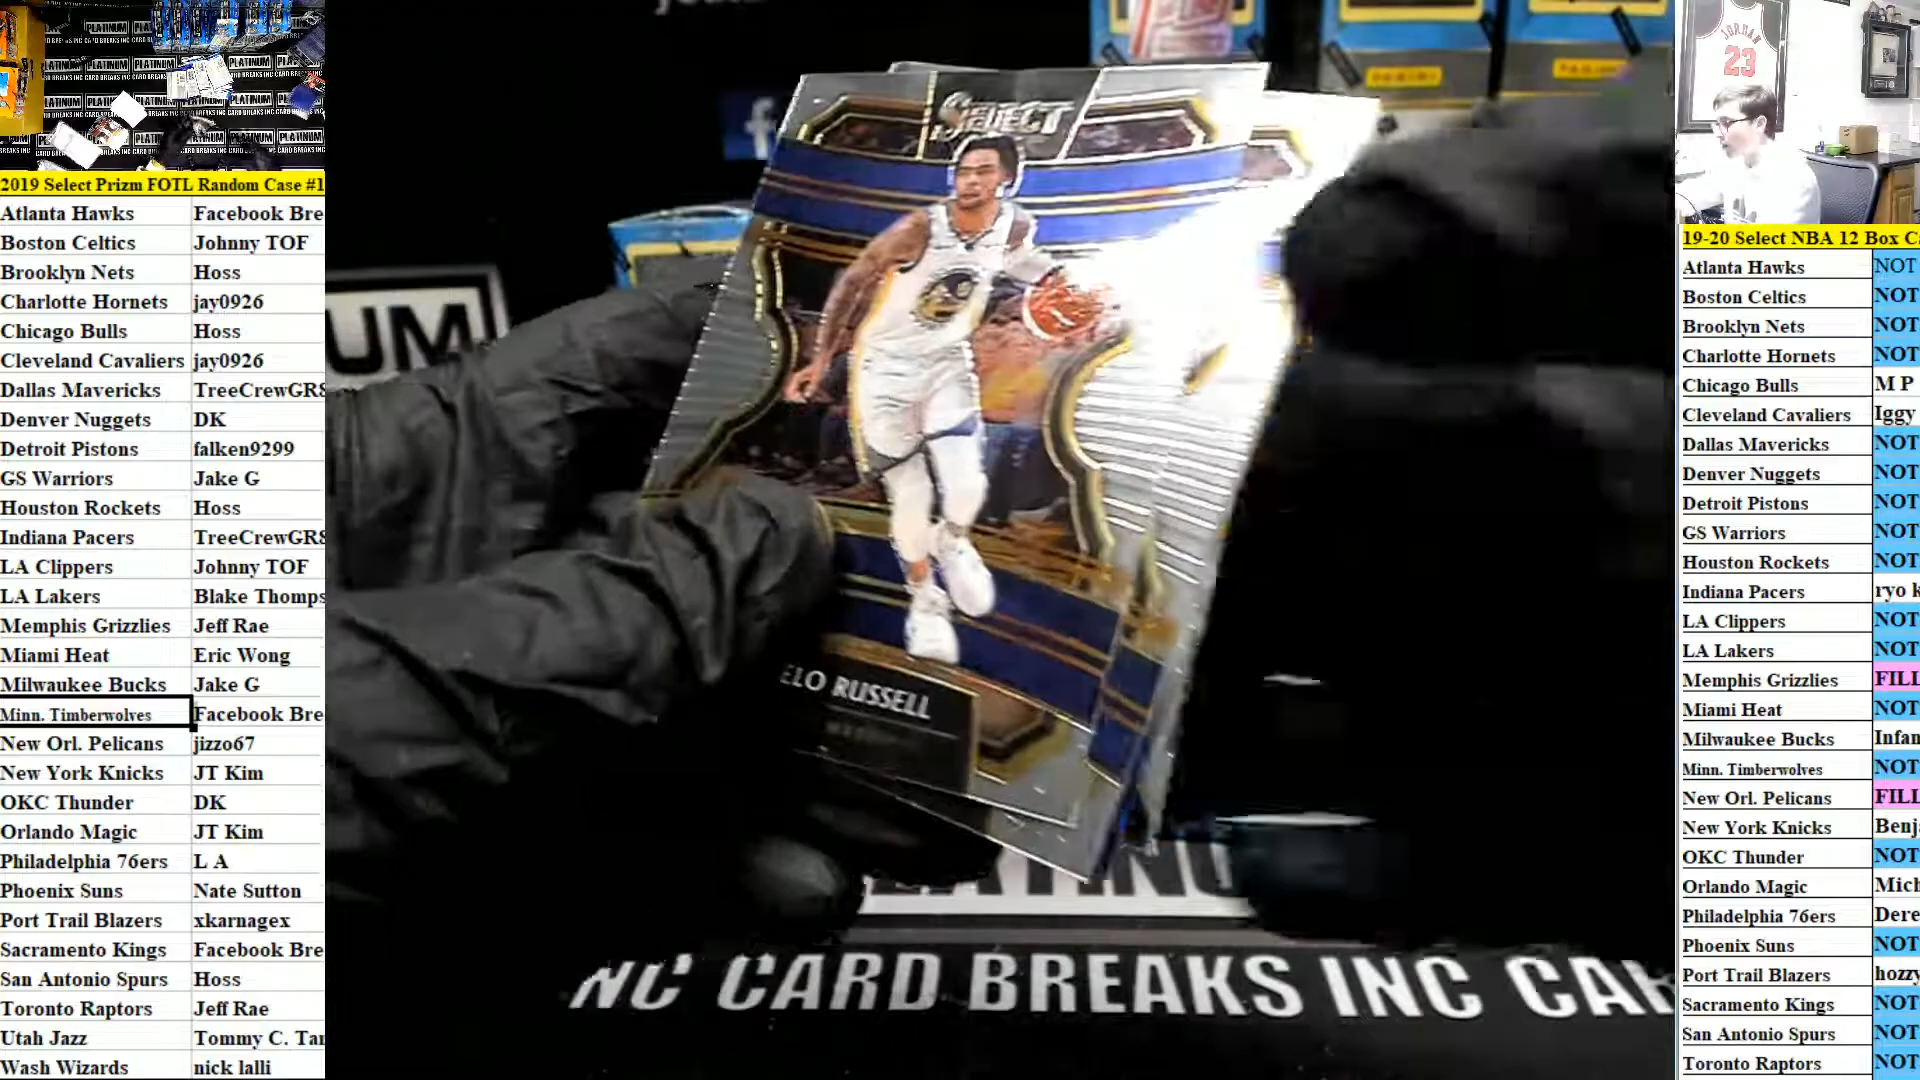 2019 Select Prizm FOTL Random Case #1
Atlanta Hawks Facebook Bre
Boston Celtics Johnny TOF
Brooklyn Nets Hoss
Charlotte Hornets jay0926
Chicago Bulls Hoss
Cleveland Cavaliers jay0926
Dallas Mavericks TreeCrewGRS
Denver Nuggets DK
Detroit Pistons falken9299
GS Warriors Jake G
Houston Rockets Hoss
Indiana Pacers TreeCrewGRS
LA Clippers Johnny TOF
LA Lakers Blake Thomps
Memphis Grizzlies Jeff Rae
Miami Heat Eric Wong
Milwaukee Bucks Jake G
Minn. Timberwolves Facebook Bre
New Orl. Pelicans jizzo67
New York Knicks JT Kim
OKC Thunder DK
Orlando Magic JT Kim
Philadelphia 76ers L A
Phoenix Suns Nate Sutton
Port Trail Blazers xkarnagex
Sacramento Kings Facebook Bre
San Antonio Spurs Hoss
Toronto Raptors Jeff Rae
Utah Jazz Tommy C. Tan
Wash Wizards nick lalli
SELECT
ELO RUSSELL
UM
PLATINU
NC CARD BREAKS INC CAR
PANINI
JORDAN
23
19-20 Select NBA 12 Box Ca
Atlanta Hawks NOT
Boston Celtics NOT
Brooklyn Nets NOT
Charlotte Hornets NOT
Chicago Bulls M P
Cleveland Cavaliers Iggy
Dallas Mavericks NOT
Denver Nuggets NOT
Detroit Pistons NOT
GS Warriors NOT
Houston Rockets NOT
Indiana Pacers ryo k
LA Clippers NOT
LA Lakers NOT
Memphis Grizzlies FILL
Miami Heat NOT
Milwaukee Bucks Infan
Minn. Timberwolves NOT
New Orl. Pelicans FILL
New York Knicks Benja
OKC Thunder NOT
Orlando Magic Mich
Philadelphia 76ers Dere
Phoenix Suns NOT
Port Trail Blazers hozzy
Sacramento Kings NOT
San Antonio Spurs NOT
Toronto Raptors NOT